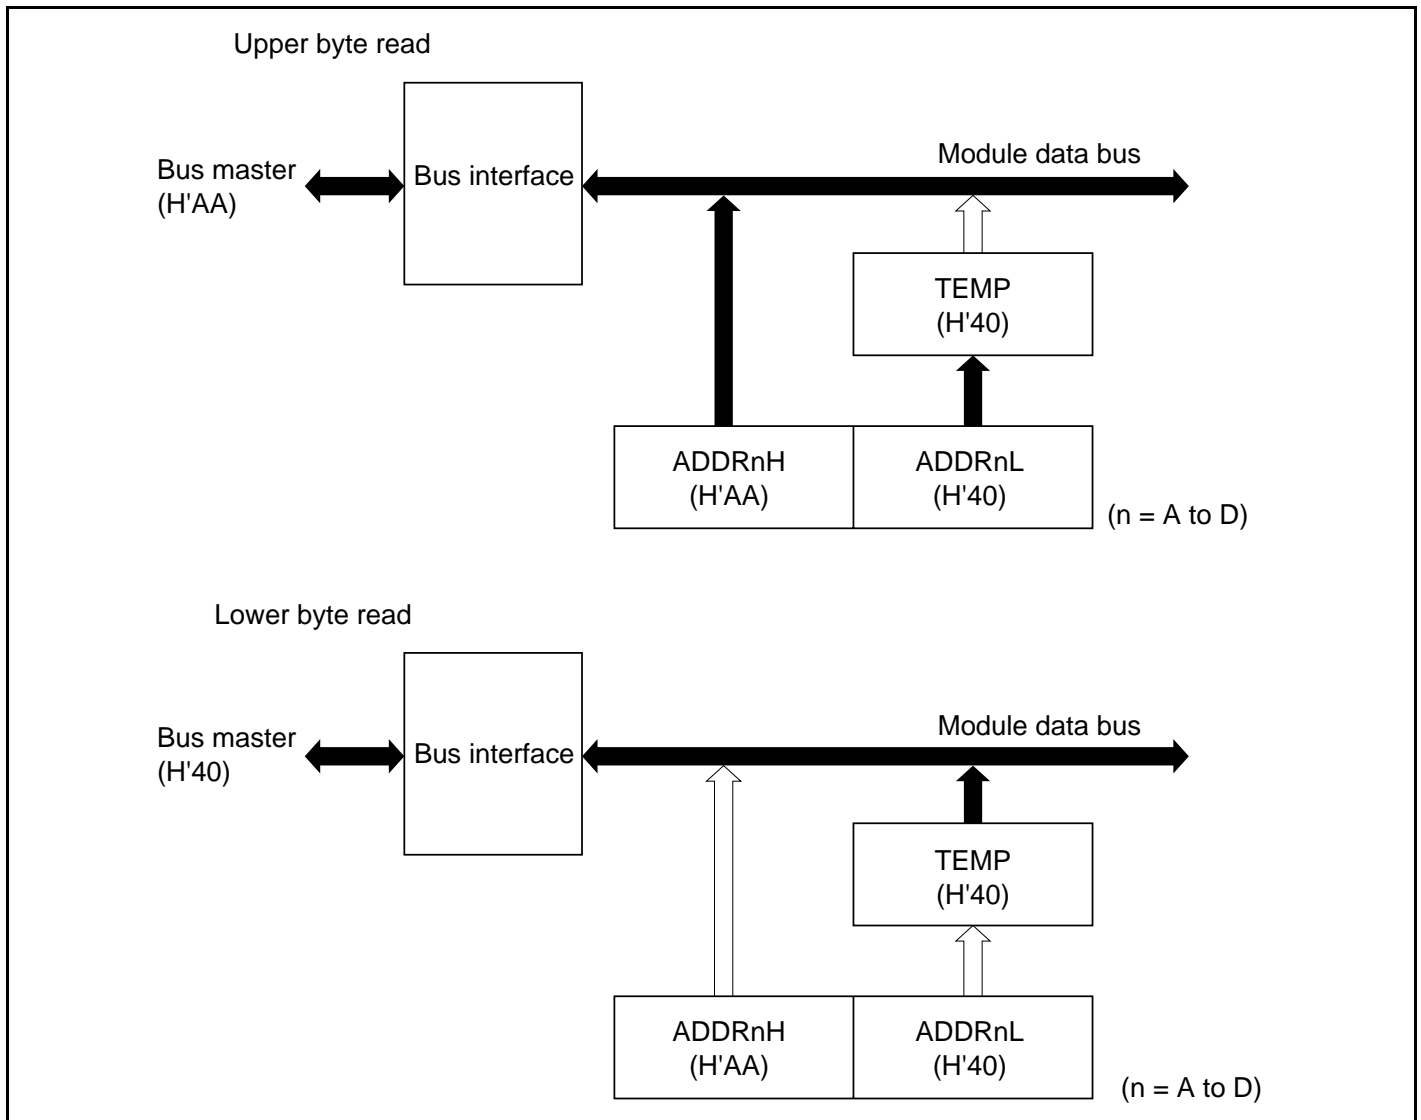 Upper byte read
Module data bus
Bus master
(H'AA)
Bus interface
TEMP
(H'40)
ADDRnH
(H'AA)
ADDRnL
(H'40)
(n = A to D)
Lower byte read
Module data bus
Bus master
(H'40)
Bus interface
TEMP
(H'40)
ADDRnH
(H'AA)
ADDRnL
(H'40)
(n = A to D)